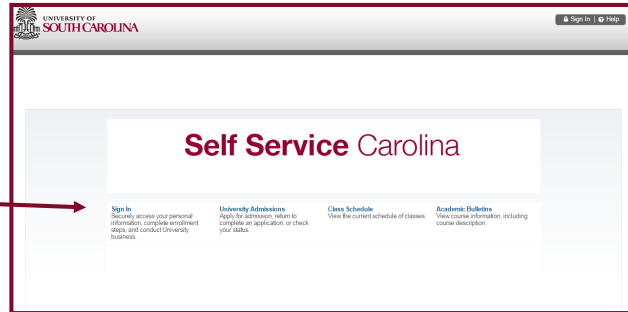 UNIVERSITY OF
SOUTH CAROLINA
Sign In | Help
Self Service Carolina
Sign In
Securely access your personal
information, complete enrollment
steps, and conduct University
business.
University Admissions
Apply for admission, return to
complete an application, or check
your status.
Class Schedule
View the current schedule of classes.
Academic Bulletins
View course information, including
course description.